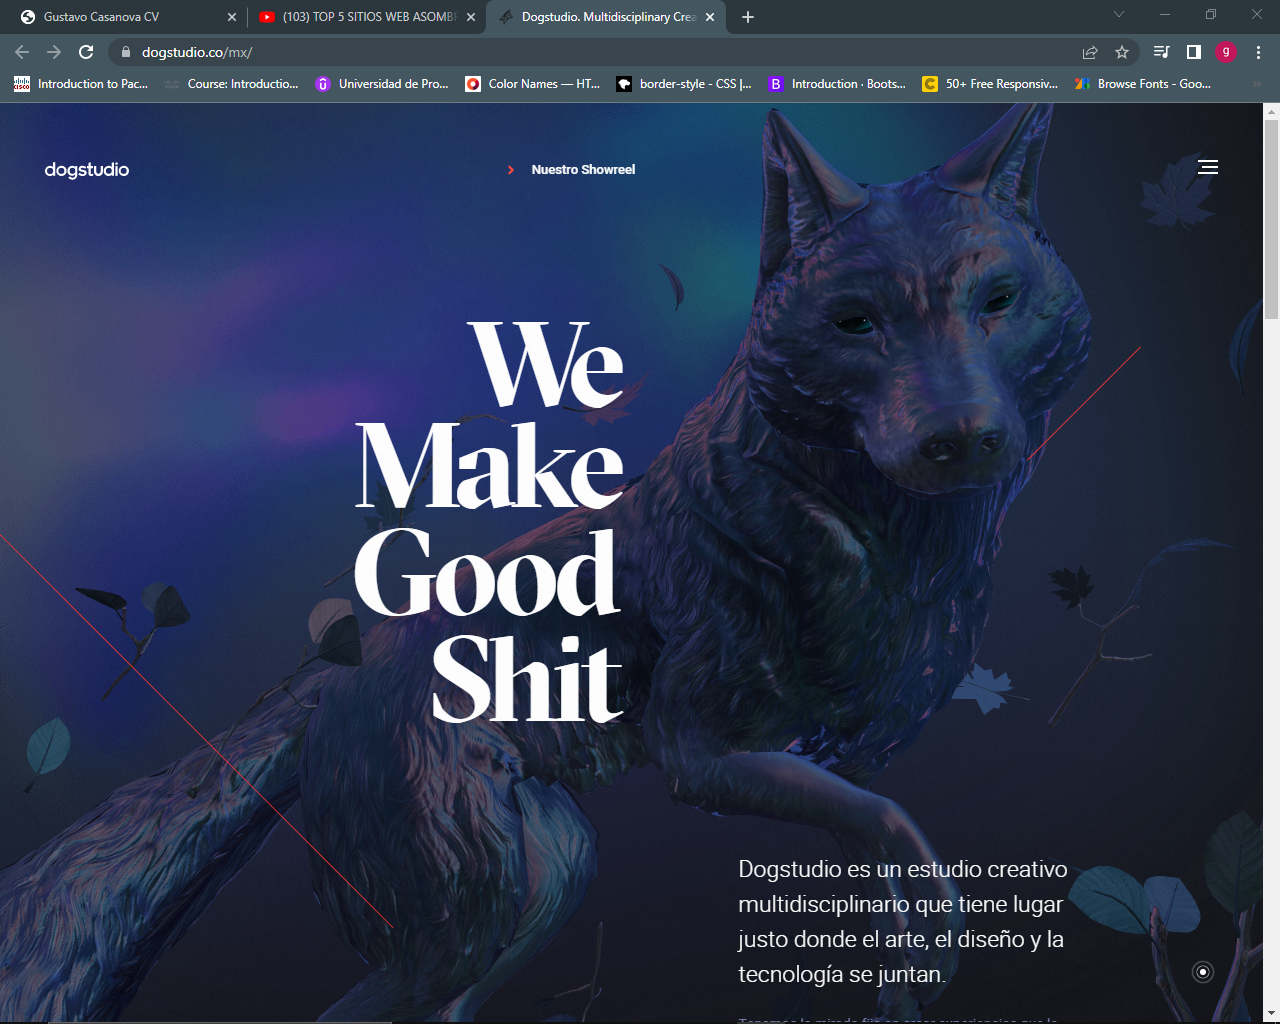 Gustavo Casanova CV
(103) TOP 5 SITIOS WEB ASOMB
Dogstudio. Multidisciplinary Crea
dogstudio.co/mx/
g
cisco
Introduction to Pac...
Course: Introductio...
Universidad de Pro...
Color Names — HT...
border-style - CSS |...
B
Introduction · Boots...
C
50+ Free Responsiv...
Browse Fonts - Goo...
dogstudio
Nuestro Showreel
We
Make
Good
Shit
Dogstudio es un estudio creativo
multidisciplinario que tiene lugar
justo donde el arte, el diseño y la
tecnología se juntan.